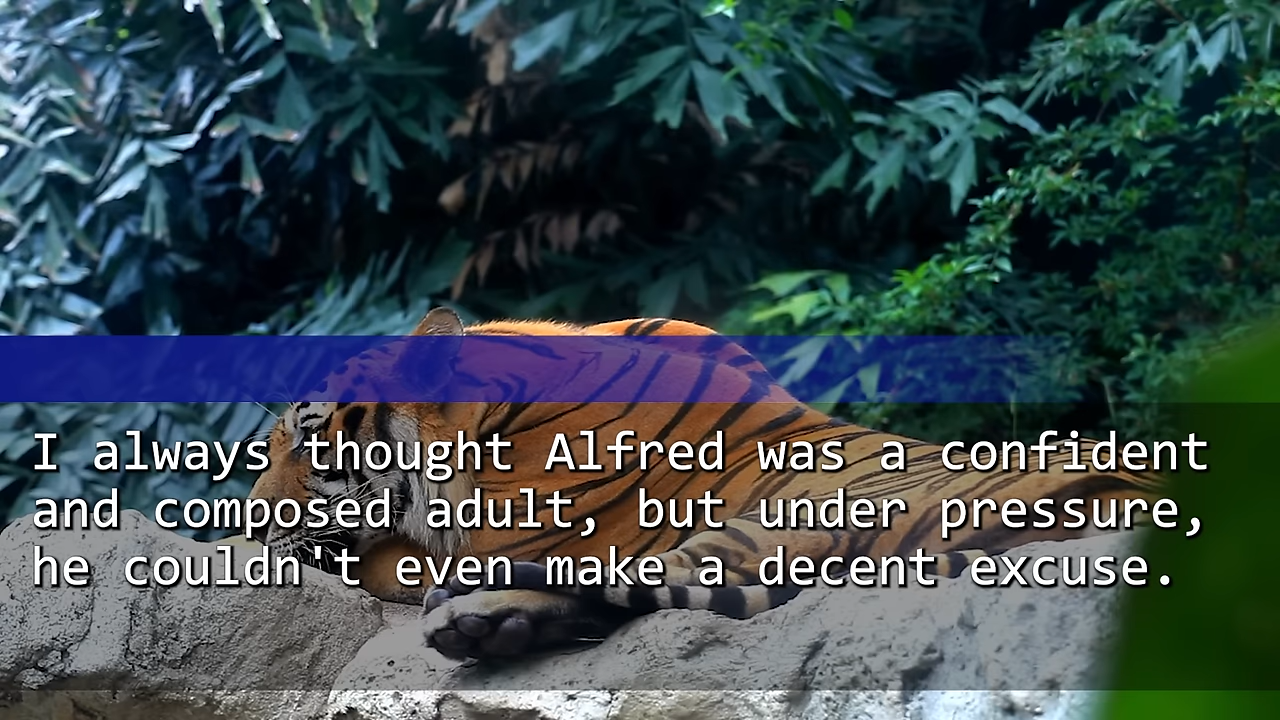 I always thought Alfred was a confident
and composed adult, but under pressure,
he couldn't even make a decent excuse.